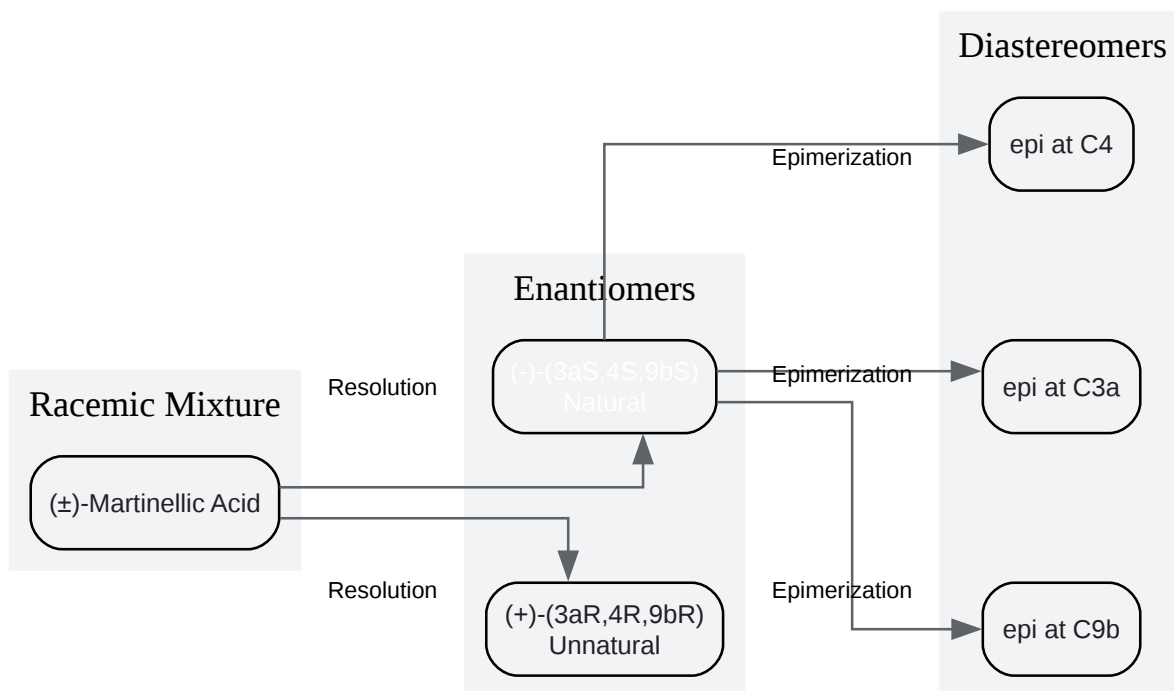 Diastereomers
epi at C4
Epimerization
Enantiomers
(-)-(3aS,4S,9bS)
Natural
Epimerization
epi at C3a
Resolution
Racemic Mixture
(±)-Martinellic Acid
Resolution
(+)-(3aR,4R,9bR)
Unnatural
Epimerization
epi at C9b